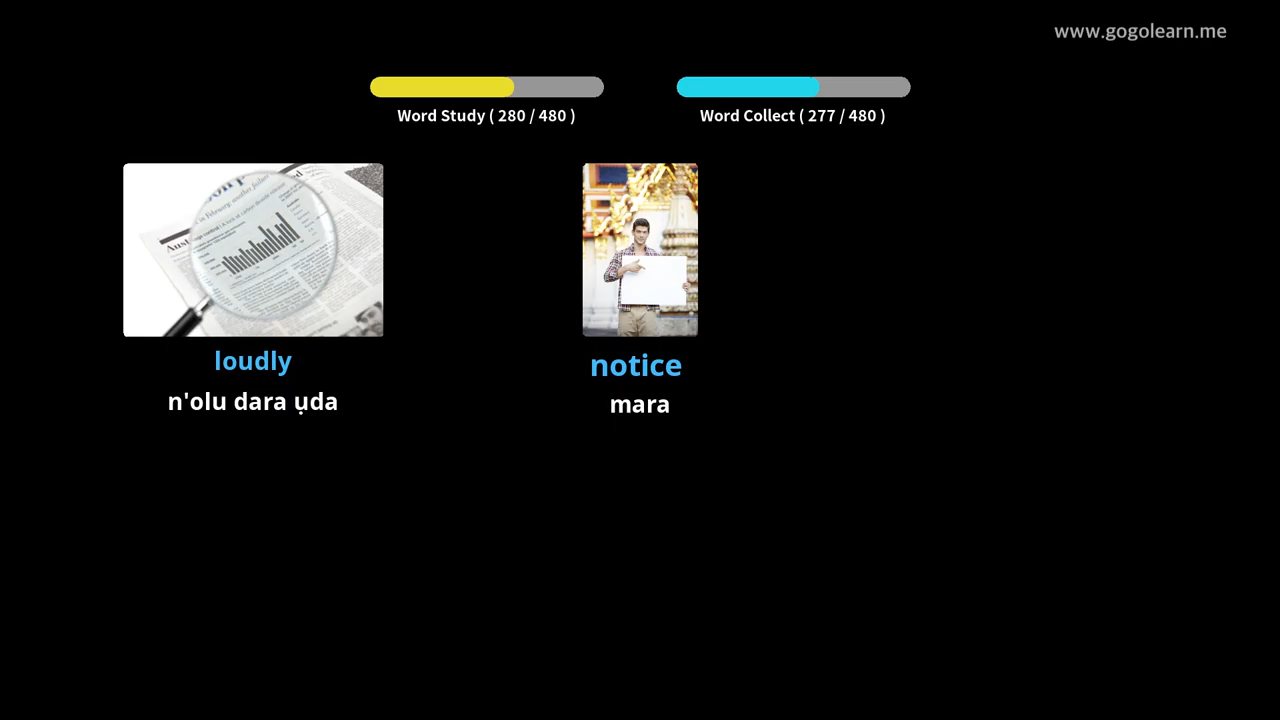 www.gogolearn.me
Word Study ( 280 / 480 )
Word Collect ( 277 / 480 )
loudly
n'olu dara ụda
notice
mara